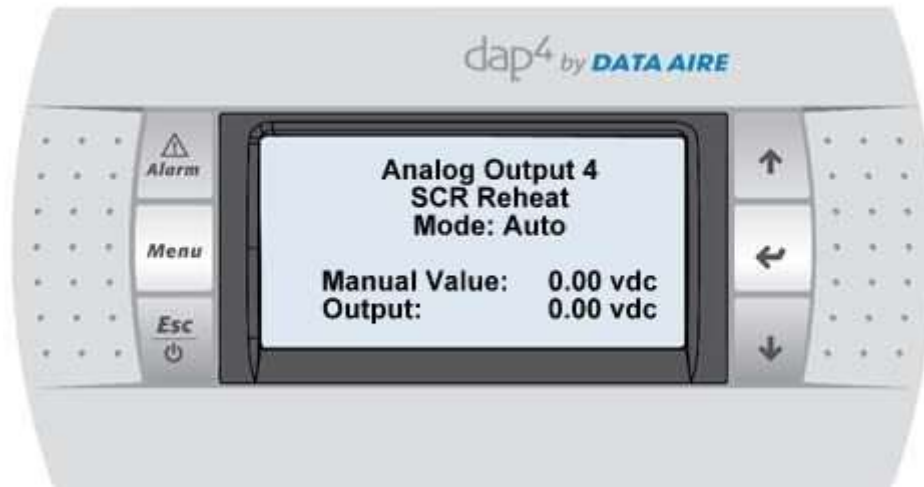 dap4 by DATA AIRE
Alarm
Menu
Esc
Analog Output 4
SCR Reheat
Mode: Auto
Manual Value: 0.00 vdc
Output: 0.00 vdc